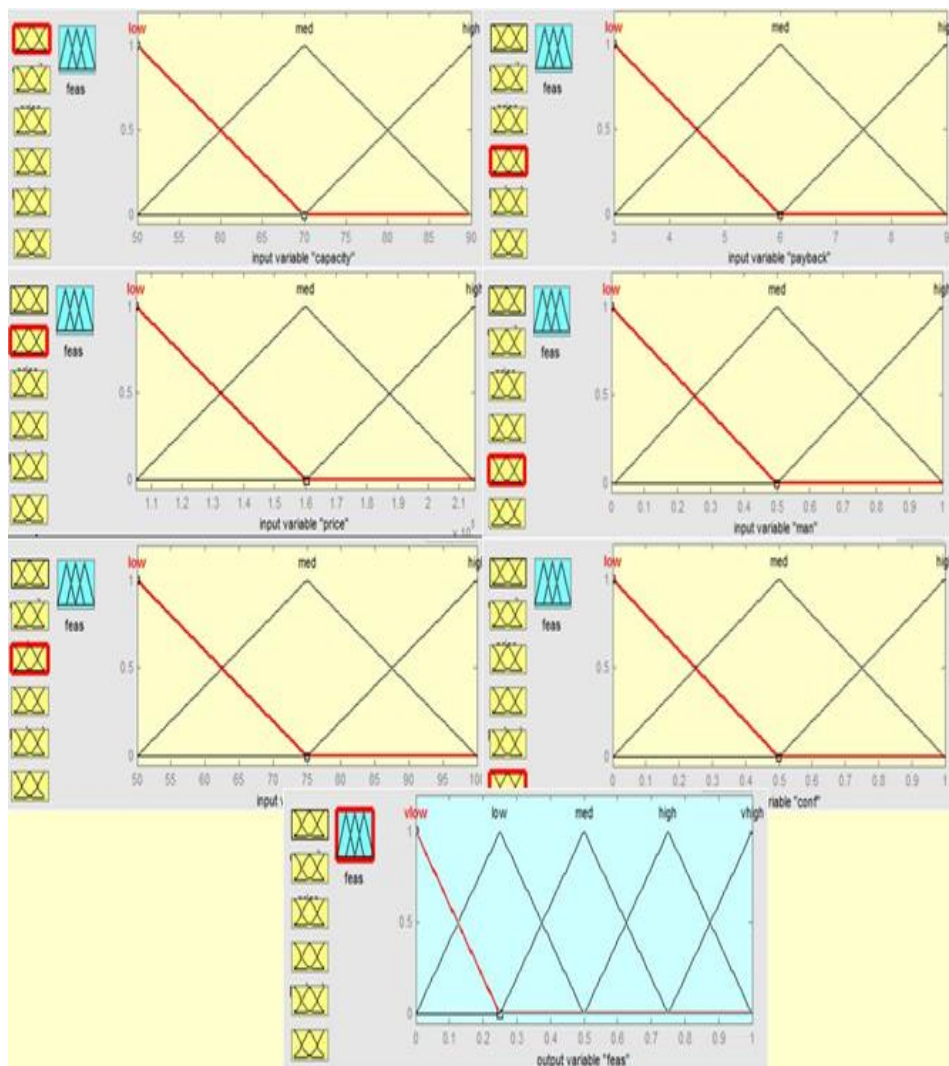 low med high
1
feas
0.5
0
50 55 60 65 70 75 80 85 90
input variable "capacity"
low med high
1
feas
0.5
0
3 4 5 6 7 8 9
input variable "payback"
low med high
1
feas
0.5
0
1.1 1.2 1.3 1.4 1.5 1.6 1.7 1.8 1.9 2 2.1
input variable "price"
low med high
1
feas
0.5
0
0 0.1 0.2 0.3 0.4 0.5 0.6 0.7 0.8 0.9 1
input variable "man"
low med high
1
feas
0.5
0
50 55 60 65 70 75 80 85 90 95 100
low med high
1
feas
0.5
0
0 0.1 0.2 0.3 0.4 0.5 0.6 0.7 0.8 0.9
"conf"
vlow low med high vhigh
1
feas
0.5
0
0 0.1 0.2 0.3 0.4 0.5 0.6 0.7 0.8 0.9 1
output variable "feas"